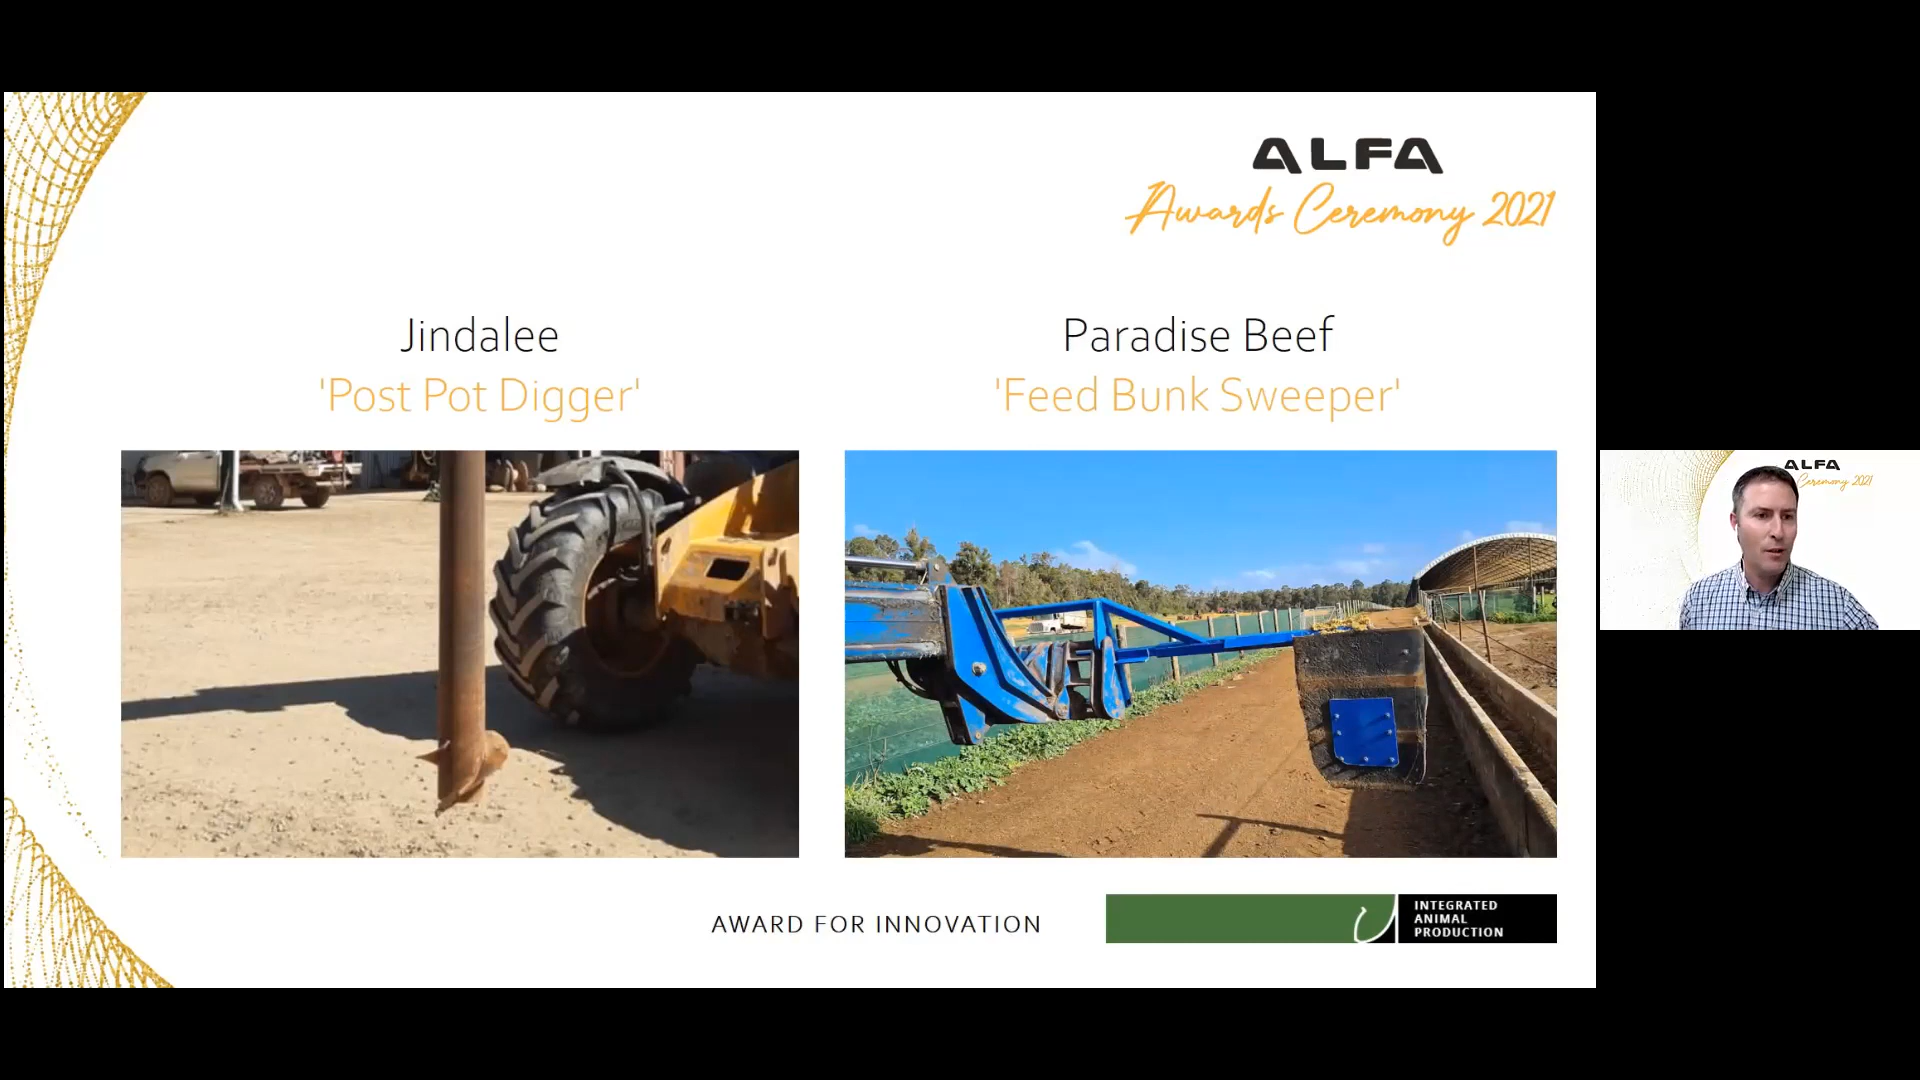 ALFA
Awards Ceremony 2021
Jindalee
'Post Pot Digger'
Paradise Beef
'Feed Bunk Sweeper'
AWARD FOR INNOVATION
INTEGRATED
ANIMAL
PRODUCTION
ALFA
Ceremony 2021